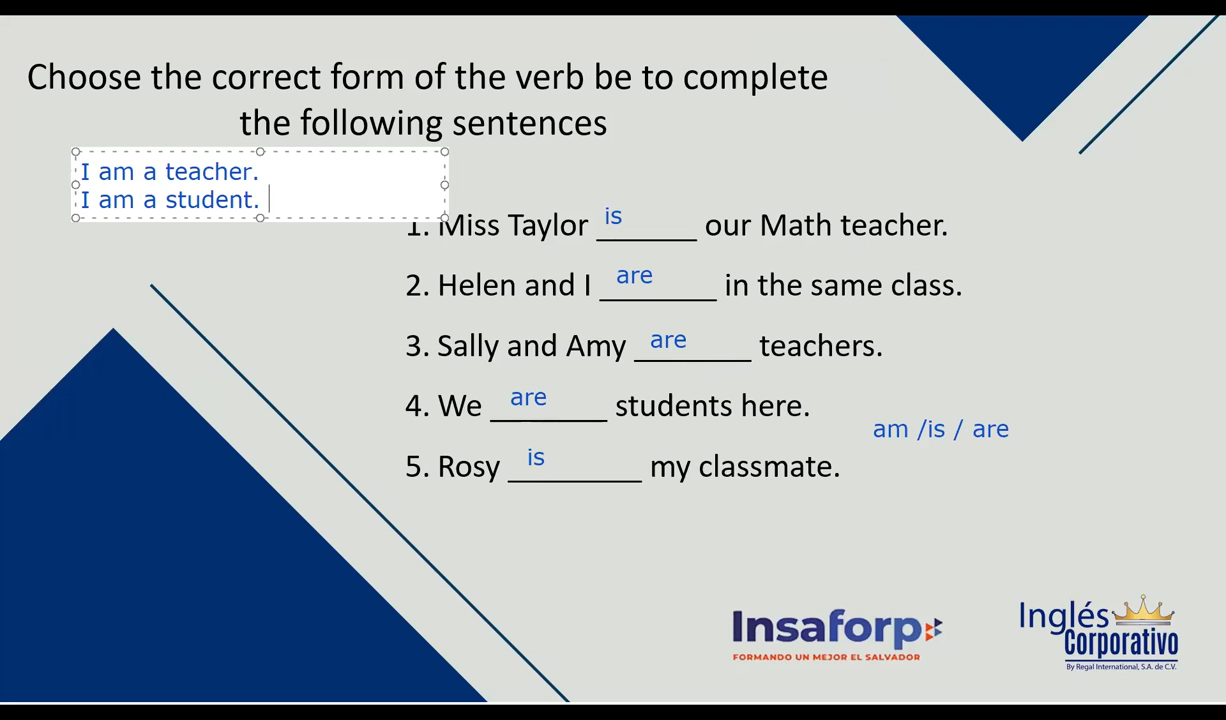 Choose the correct form of the verb be to complete
the following sentences
I am a teacher.
I am a student.
1. Miss Taylor is our Math teacher.
2. Helen and I are in the same class.
3. Sally and Amy are teachers.
4. We are students here.
am /is / are
5. Rosy is my classmate.
Insaforp
FORMANDO UN MEJOR EL SALVADOR
Inglés
Corporativo
By Regal International, S.A. de C.V.